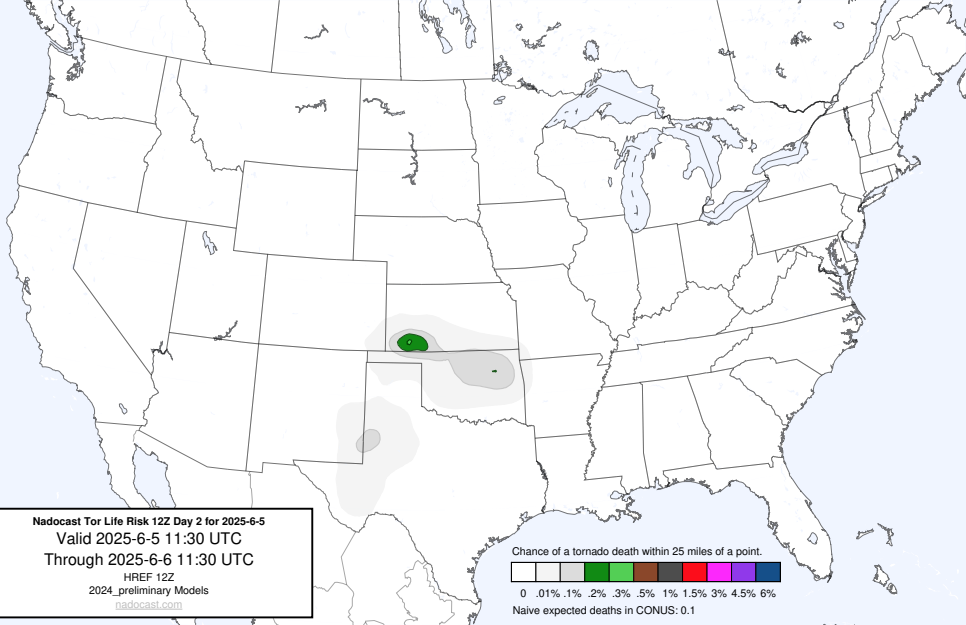 Nadocast Tor Life Risk 12Z Day 2 for 2025-6-5
Valid 2025-6-5 11:30 UTC
Through 2025-6-6 11:30 UTC
HREF 12Z
2024_preliminary Models
nadocast.com
Chance of a tornado death within 25 miles of a point.
0 .01% .1% .2% .3% .5% 1% 1.5% 3% 4.5% 6%
Naive expected deaths in CONUS: 0.1